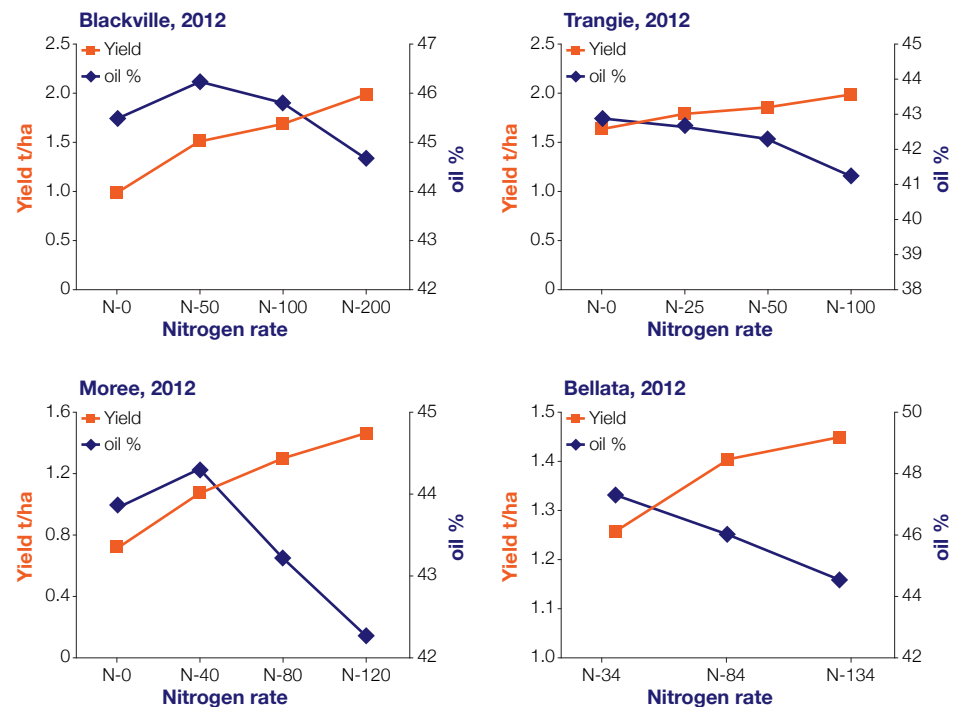 Blackville, 2012
Yield
oil %
2.5
2.0
1.5
1.0
0.5
0
Yield t/ha
47
46
45
44
43
42
oil %
N-0 N-50 N-100 N-200
Nitrogen rate
Trangie, 2012
Yield
oil %
2.5
2.0
1.5
1.0
0.5
0
Yield t/ha
45
44
43
42
41
40
39
38
oil %
N-0 N-25 N-50 N-100
Nitrogen rate
Moree, 2012
Yield
oil %
1.6
1.2
0.8
0.4
0
Yield t/ha
45
44
43
42
oil %
N-0 N-40 N-80 N-120
Nitrogen rate
Bellata, 2012
Yield
oil %
1.5
1.4
1.3
1.2
1.1
1.0
Yield t/ha
50
48
46
44
42
oil %
N-34 N-84 N-134
Nitrogen rate